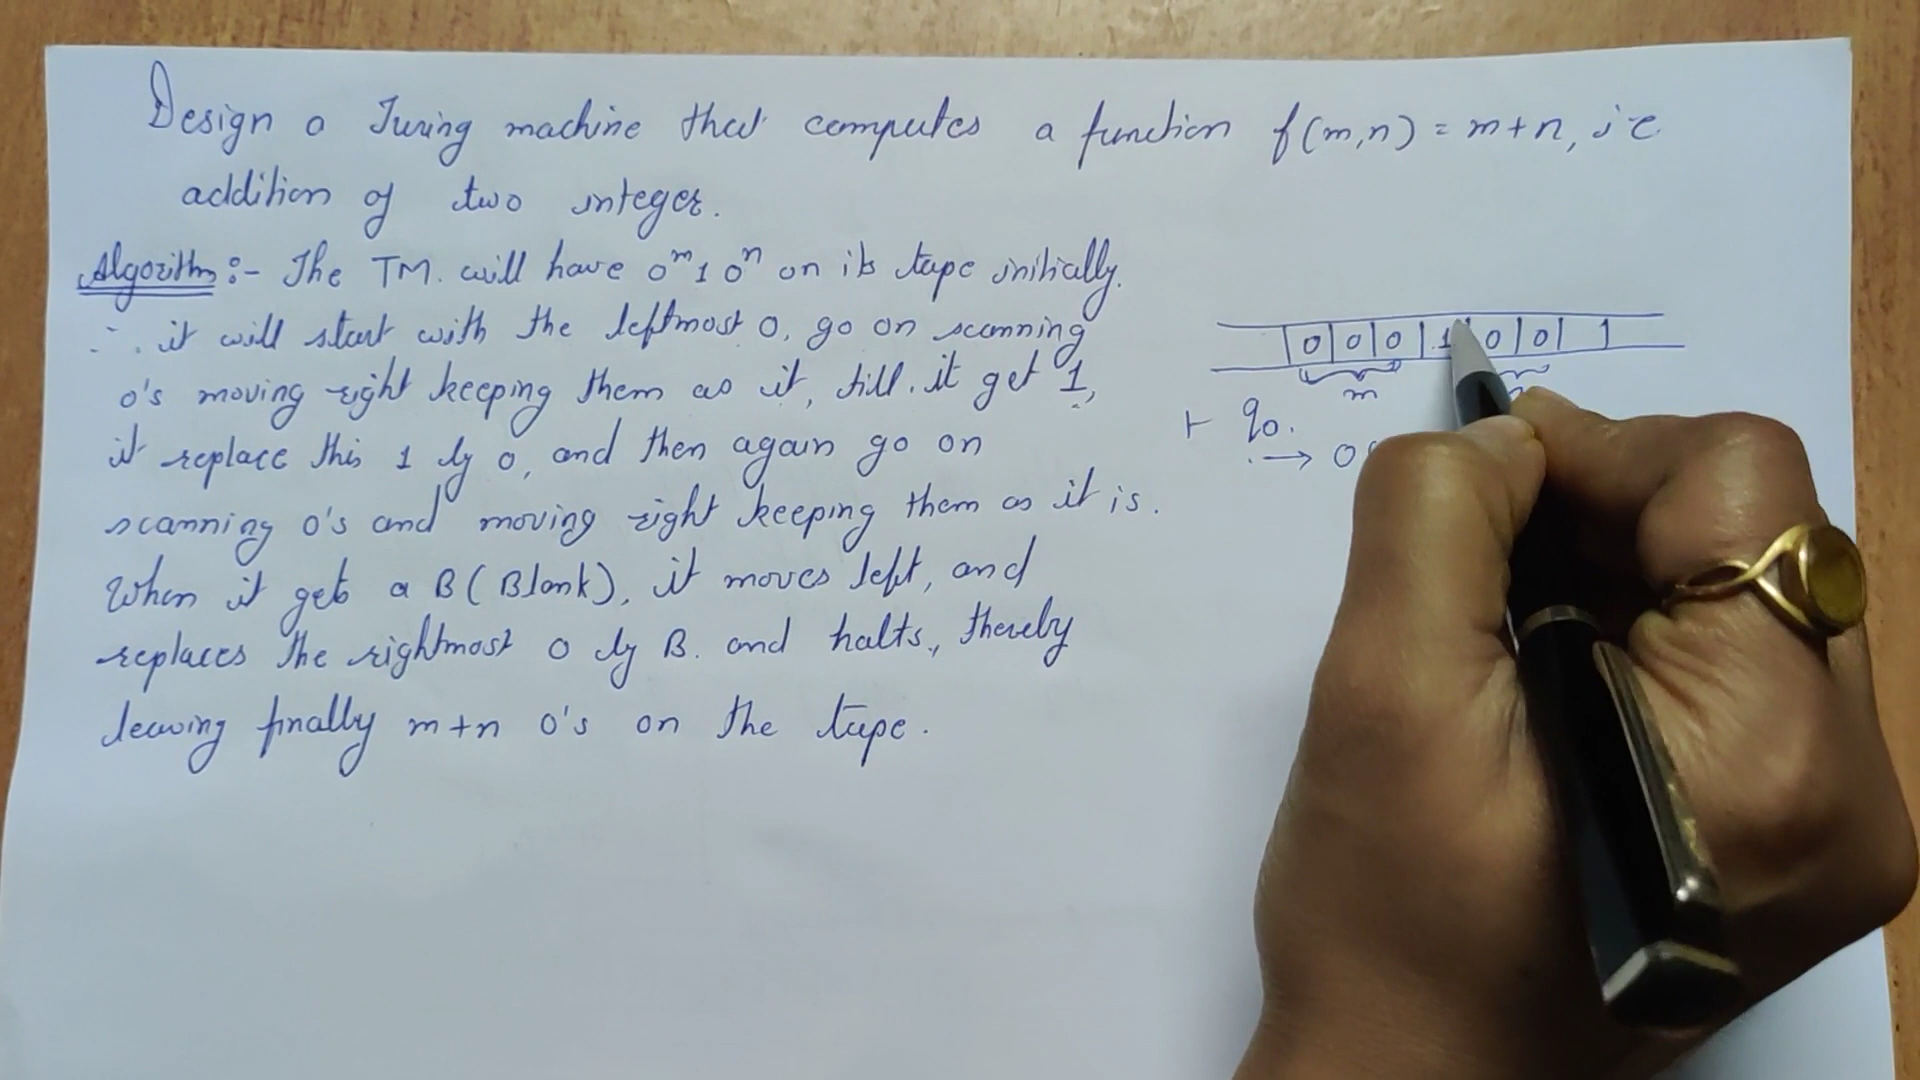 Design a Turing machine that computes a function f(m,n) = m+n, i.e
addition of two integer.
Algorithm :- The TM. will have 0^m 1 0^n on its tape initially.
∴ it will start with the leftmost 0, go on scanning
0's moving right keeping them as it, till it get 1,
it replace this 1 by 0, and then again go on
scanning 0's and moving right keeping them as it is.
When it gets a B (Blank), it moves left, and
replaces the rightmost 0 by B. and halts, thereby
leaving finally m+n 0's on the tape.
0 0 0 1 0 0
m
⊢ q0.
→ 0